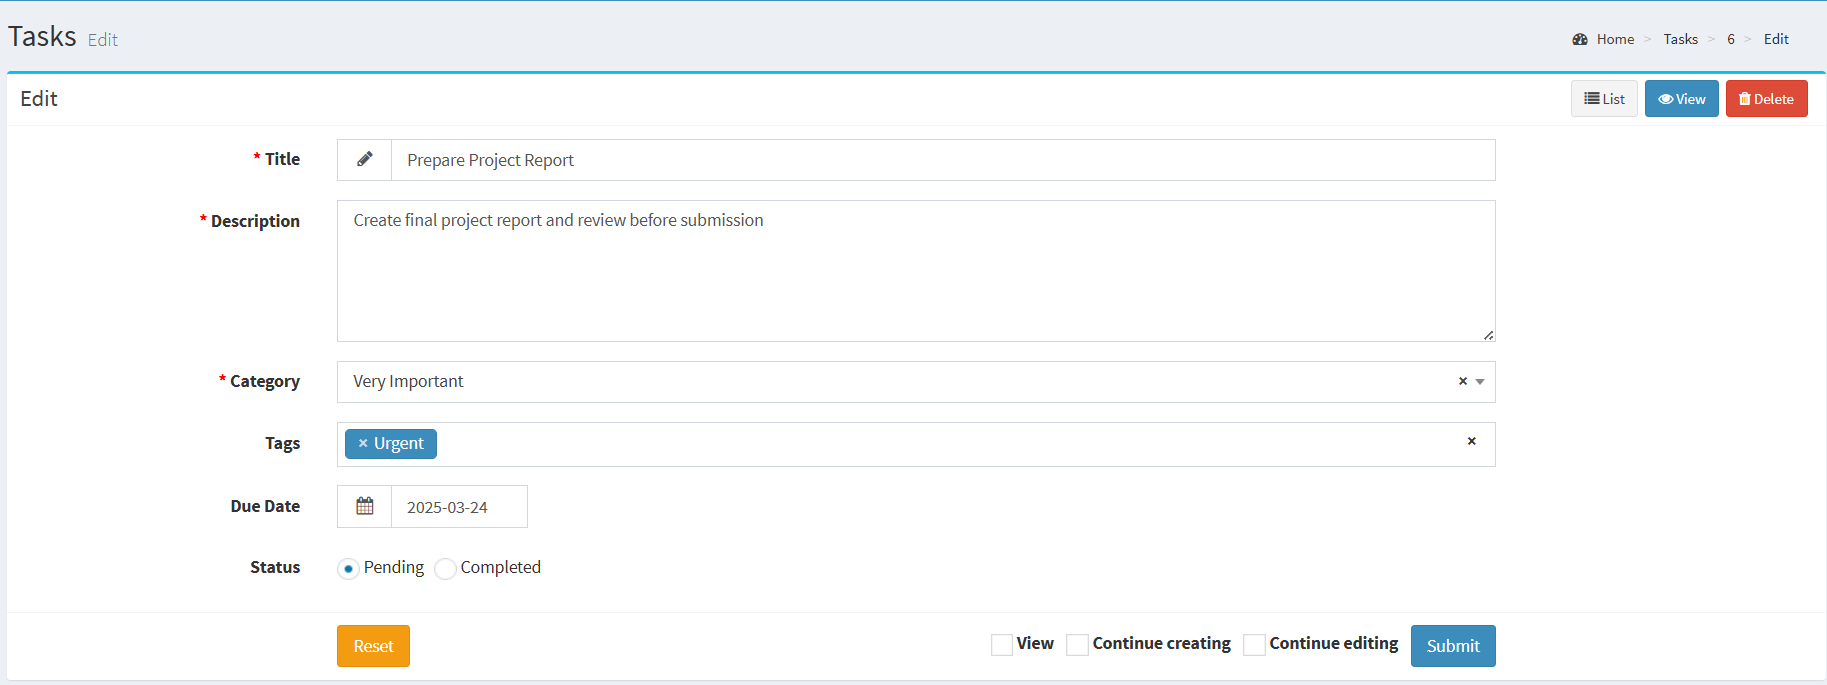 Tasks Edit
Home > Tasks > 6 > Edit
Edit
List View Delete
* Title Prepare Project Report
* Description Create final project report and review before submission
* Category Very Important × 
Tags × Urgent ×
Due Date 2025-03-24
Status Pending Completed
Reset View Continue creating Continue editing Submit